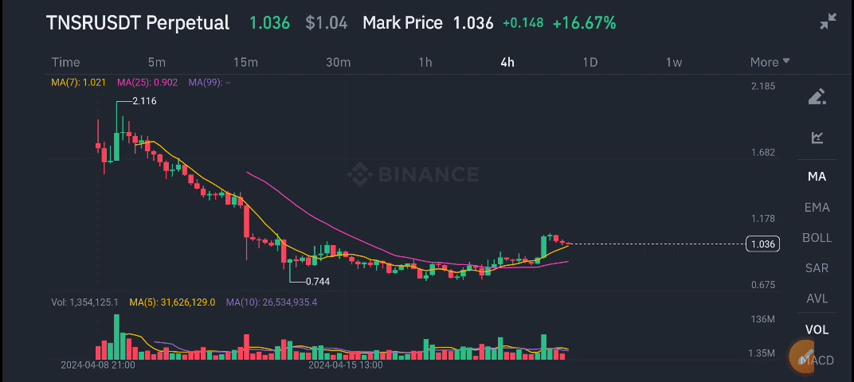 TNSRUSDT Perpetual 1.036 $1.04 Mark Price 1.036 +0.148 +16.67%
Time 5m 15m 30m 1h 4h 1D 1w More
MA(7): 1.021 MA(25): 0.902 MA(99): --
2.185
2.116
1.682
BINANCE
MA
EMA
1.178
BOLL
1.036
SAR
0.744
0.675
AVL
Vol: 1,354,125.1 MA(5): 31,626,129.0 MA(10): 26,534,935.4
136M
VOL
1.35M
MACD
2024-04-08 21:00 2024-04-15 13:00